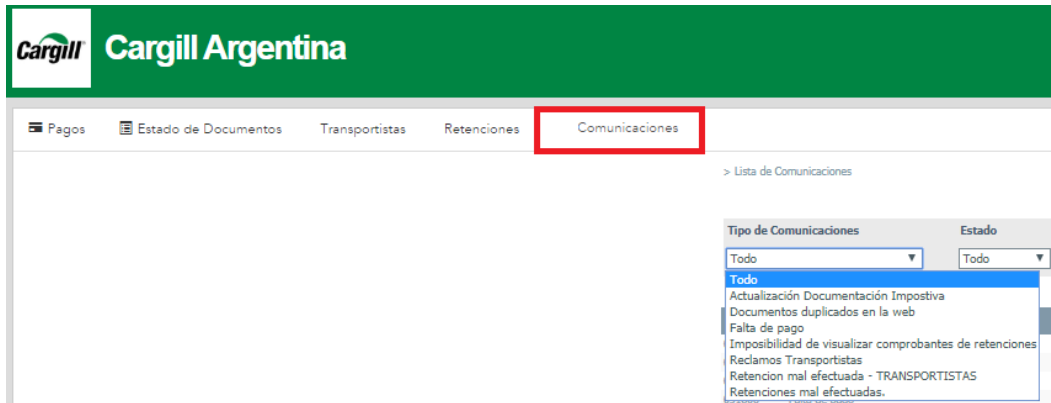 Cargill
Cargill Argentina
Pagos Estado de Documentos Transportistas Retenciones Comunicaciones
> Lista de Comunicaciones
Tipo de Comunicaciones Estado
Todo Todo
Todo
Actualización Documentación Impostiva
Documentos duplicados en la web
Falta de pago
Imposibilidad de visualizar comprobantes de retenciones
Reclamos Transportistas
Retencion mal efectuada - TRANSPORTISTAS
Retenciones mal efectuadas.